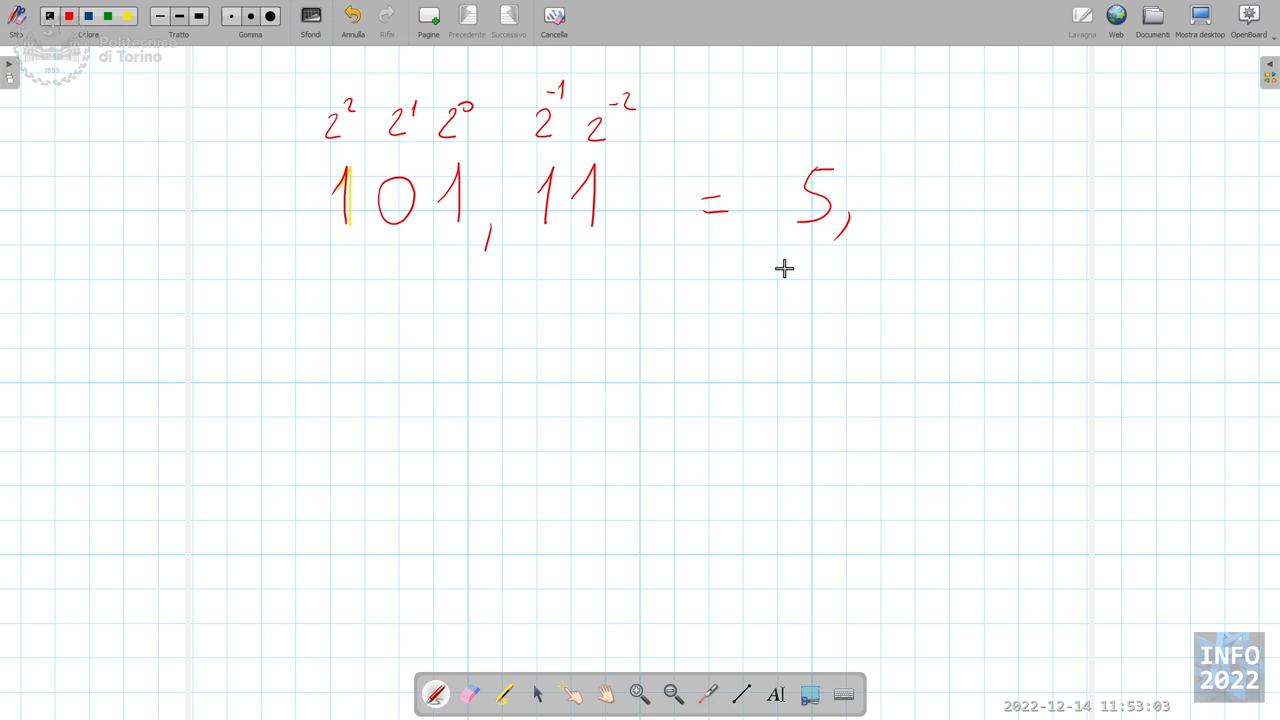 Stilo Colore Tratto Gomma Sfondi Annulla Rifai Pagine Precedente Successivo Cancella Lavagna Web Documenti Mostra desktop OpenBoard
Politecnico
di Torino
1859
2² 2¹ 2⁰ 2⁻¹ 2⁻²
101,11 = 5,
AI
INFO
2022
2022-12-14 11:53:03